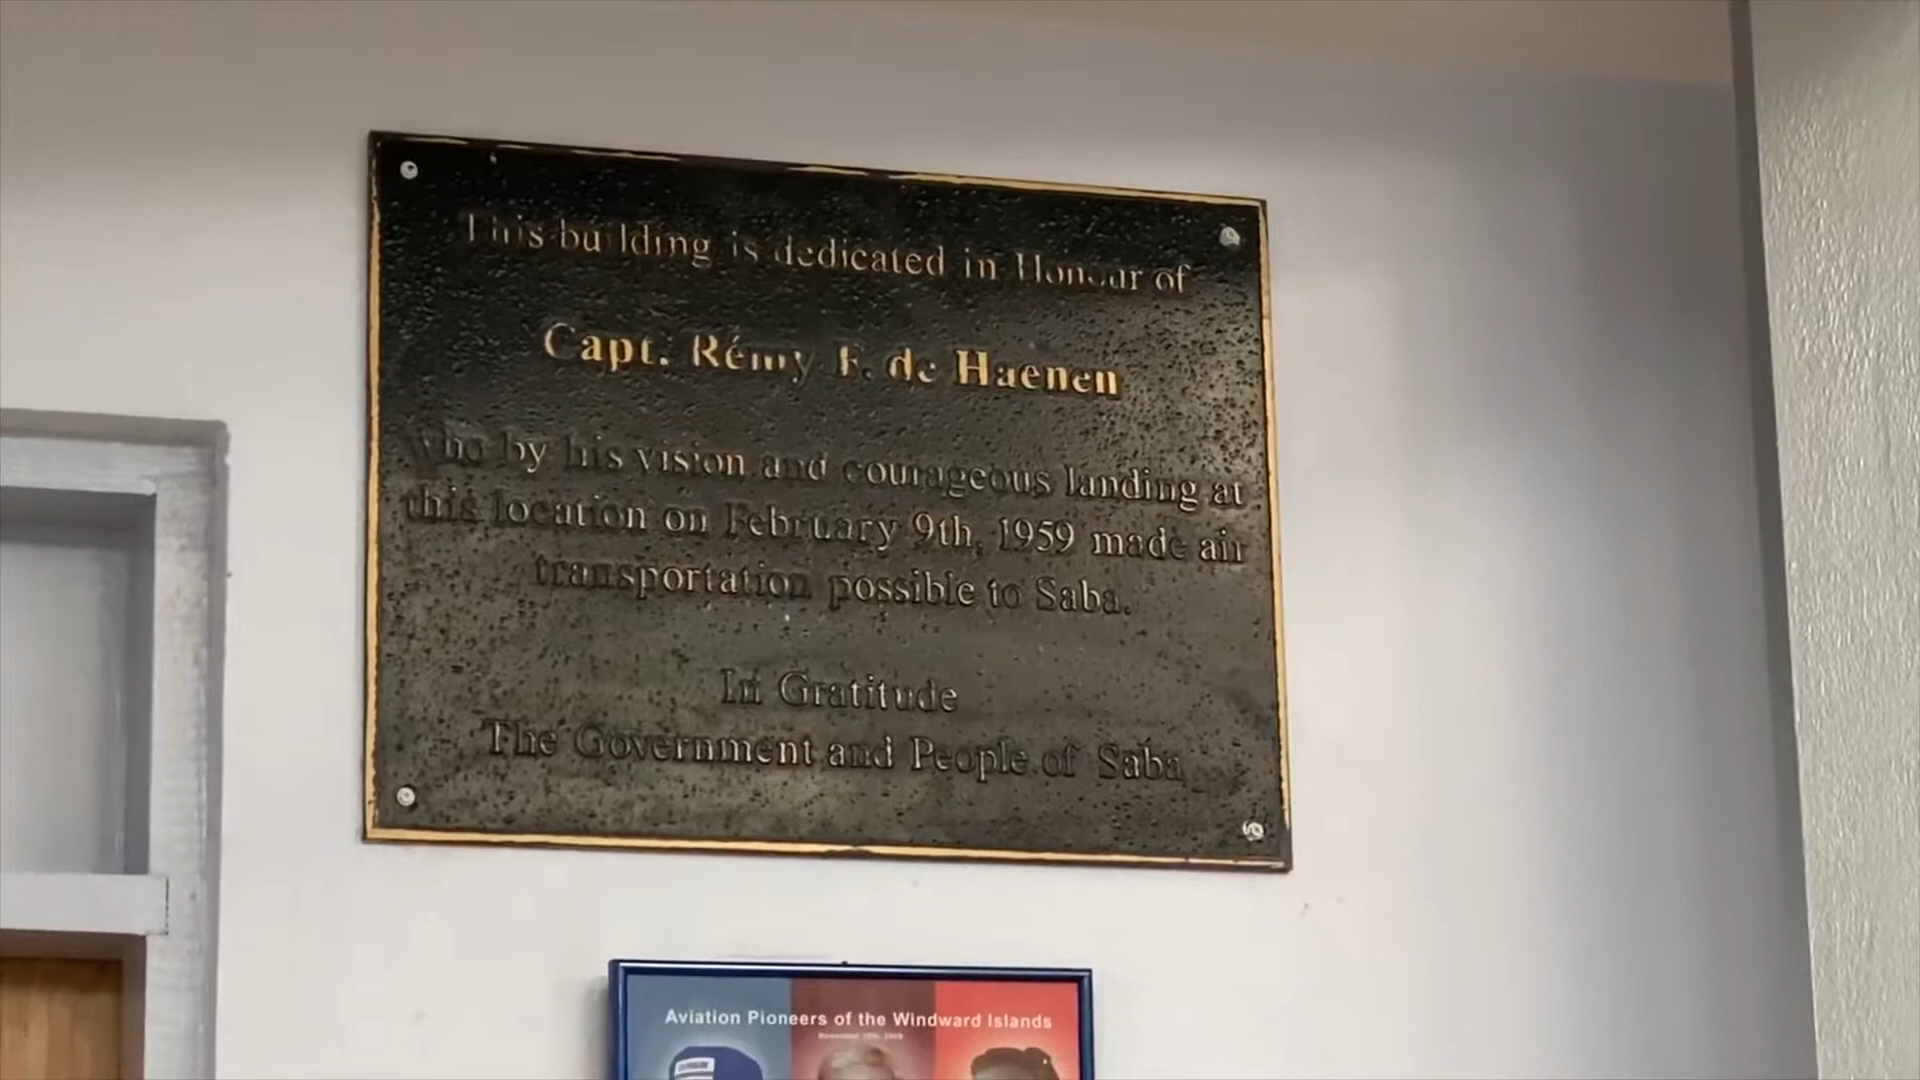 This building is dedicated in Honour of
Capt. Rémy F. de Haenen
who by his vision and courageous landing at
this location on February 9th, 1959 made air
transportation possible to Saba.
In Gratitude
The Government and People of Saba
Aviation Pioneers of the Windward Islands